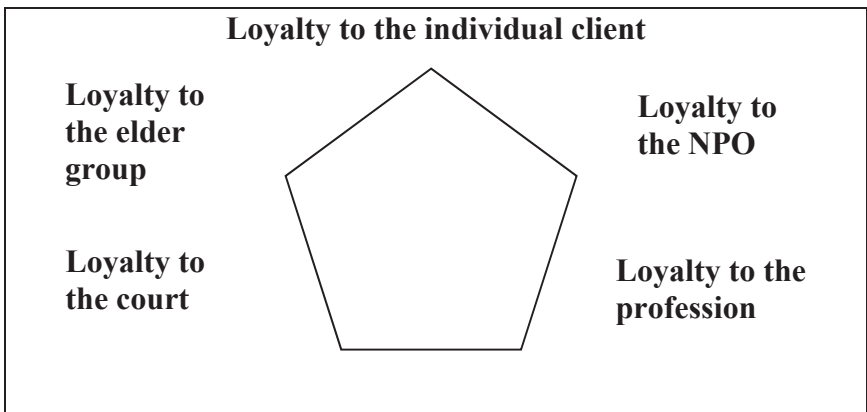 Loyalty to the individual client
Loyalty to
the elder
group
Loyalty to
the NPO
Loyalty to
the court
Loyalty to the
profession